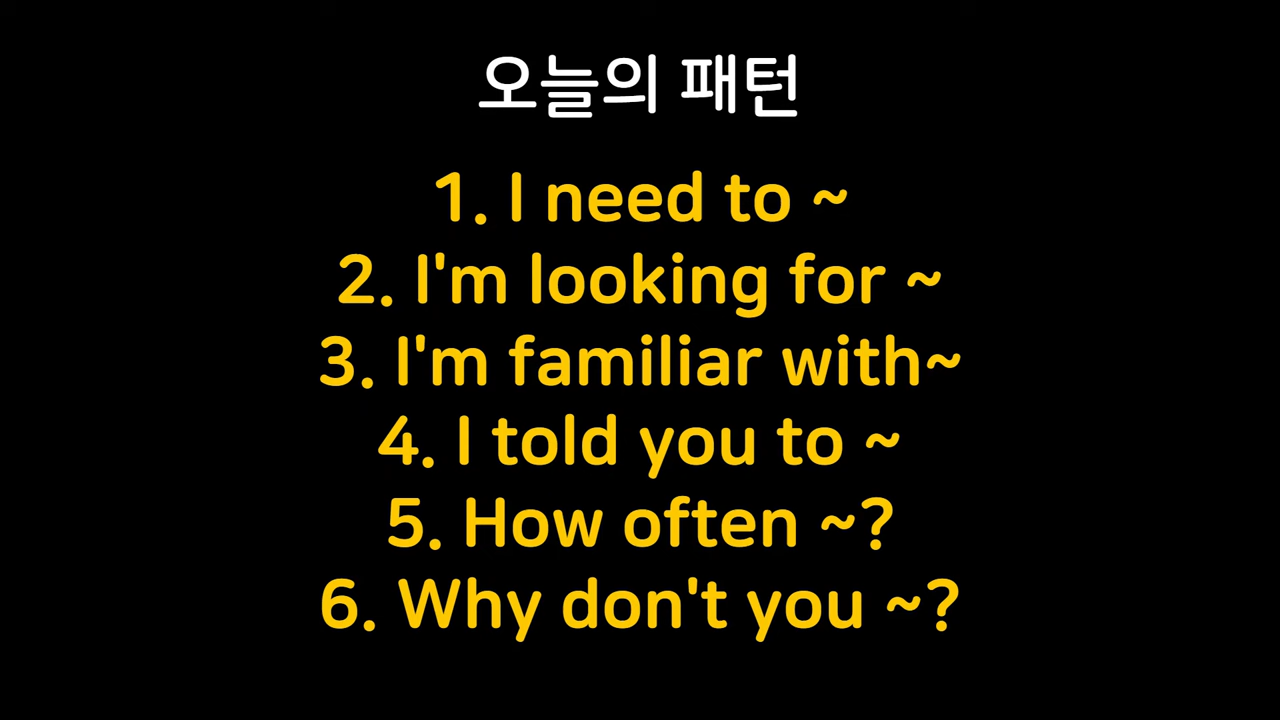 오늘의 패턴
1. I need to ~
2. I'm looking for ~
3. I'm familiar with~
4. I told you to ~
5. How often ~?
6. Why don't you ~?